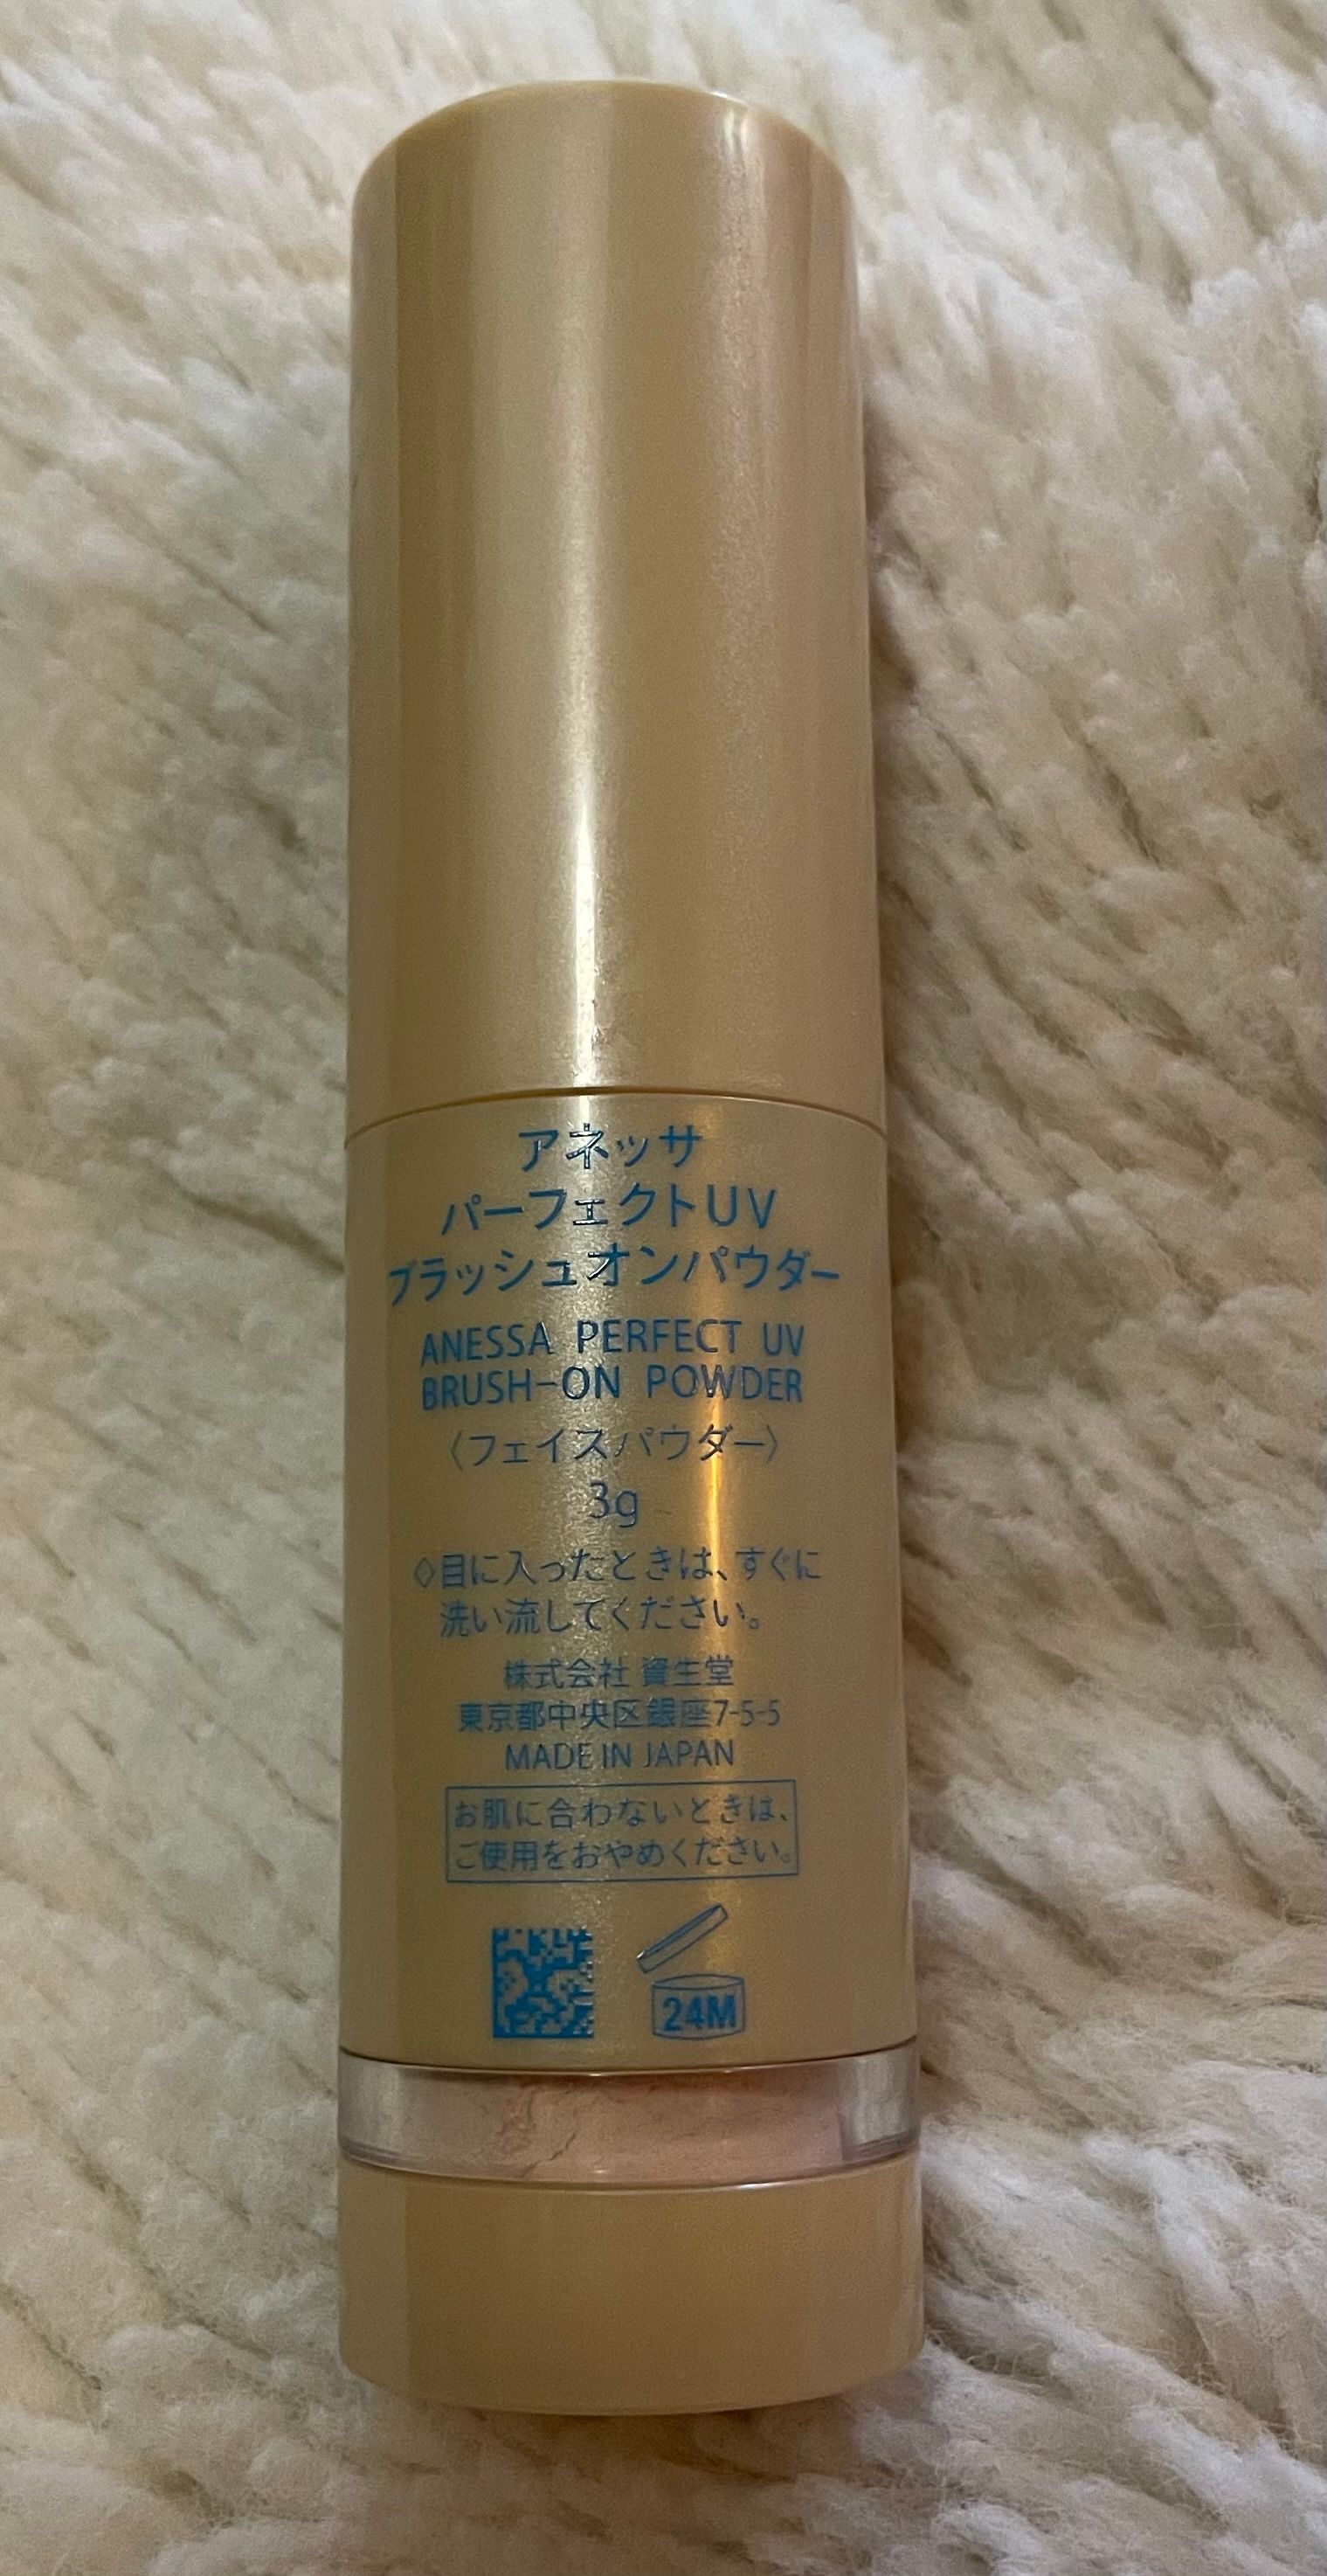 アネッサ
パーフェクトUV
ブラッシュオンパウダー
ANESSA PERFECT UV
BRUSH-ON POWDER
〈フェイスパウダー〉
3g
◇目に入ったときは、すぐに
洗い流してください。
株式会社 資生堂
東京都中央区銀座7-5-5
MADE IN JAPAN
お肌に合わないときは、
ご使用をおやめください。
24M